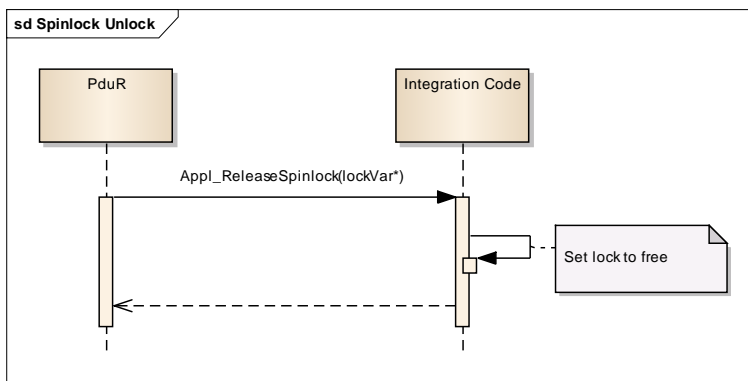 sd Spinlock Unlock
PduR
Integration Code
Appl_ReleaseSpinlock(lockVar*)
Set lock to free